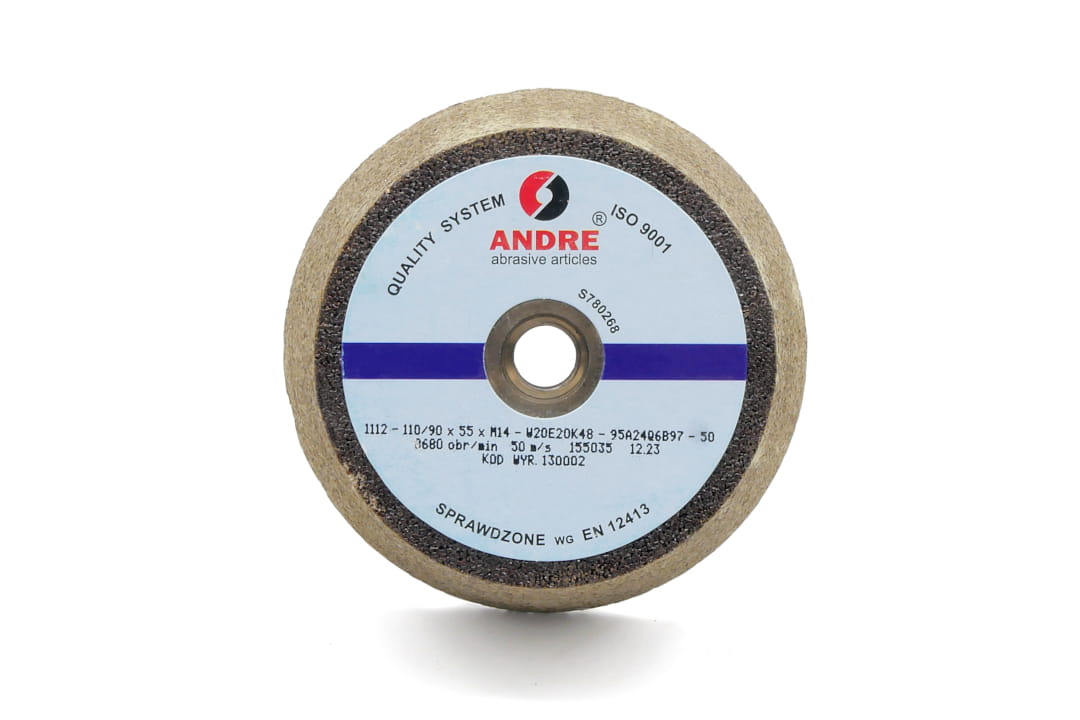 QUALITY SYSTEM
ISO 9001
®
ANDRE
abrasive articles
S780268
1112 - 110/90 x 55 x M14 - W20E20K48 - 95A24Q6B97 - 50
8680 obr/min 50 m/s 155035 12.23
KOD WYR. 130002
SPRAWDZONE WG EN 12413